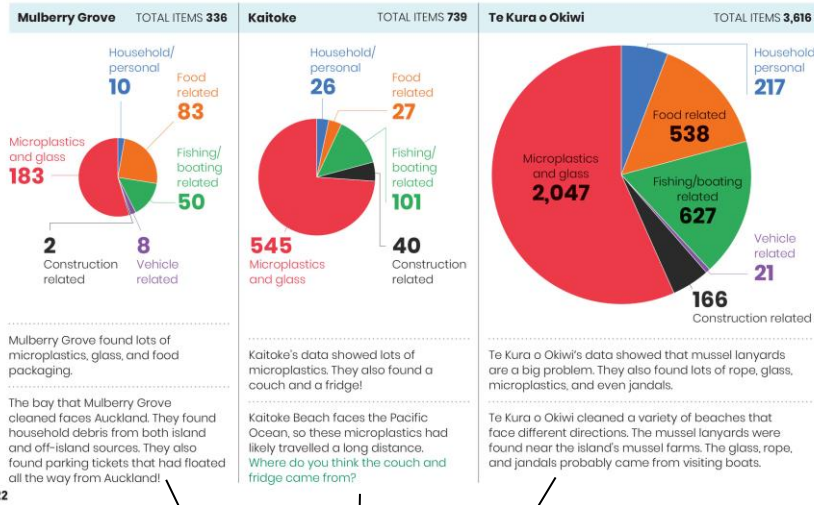 Mulberry Grove TOTAL ITEMS 336
Household/
personal
10
Food
related
83
Microplastics
and glass
183
Fishing/
boating
related
50
2
Construction
related
8
Vehicle
related
Mulberry Grove found lots of
microplastics, glass, and food
packaging.
The bay that Mulberry Grove
cleaned faces Auckland. They found
household debris from both island
and off-island sources. They also
found parking tickets that had floated
all the way from Auckland!
Kaitoke TOTAL ITEMS 739
Household/
personal
26
Food
related
27
Fishing/
boating
related
101
545
Microplastics
and glass
40
Construction
related
Kaitoke's data showed lots of
microplastics. They also found a
couch and a fridge!
Kaitoke Beach faces the Pacific
Ocean, so these microplastics had
likely travelled a long distance.
Where do you think the couch and
fridge came from?
Te Kura o Okiwi TOTAL ITEMS 3,616
Household
personal
217
Food related
538
Microplastics
and glass
2,047
Fishing/boating
related
627
Vehicle
related
21
166
Construction related
Te Kura o Okiwi's data showed that mussel lanyards
are a big problem. They also found lots of rope, glass,
microplastics, and even jandals.
Te Kura o Okiwi cleaned a variety of beaches that
face different directions. The mussel lanyards were
found near the island's mussel farms. The glass, rope,
and jandals probably came from visiting boats.